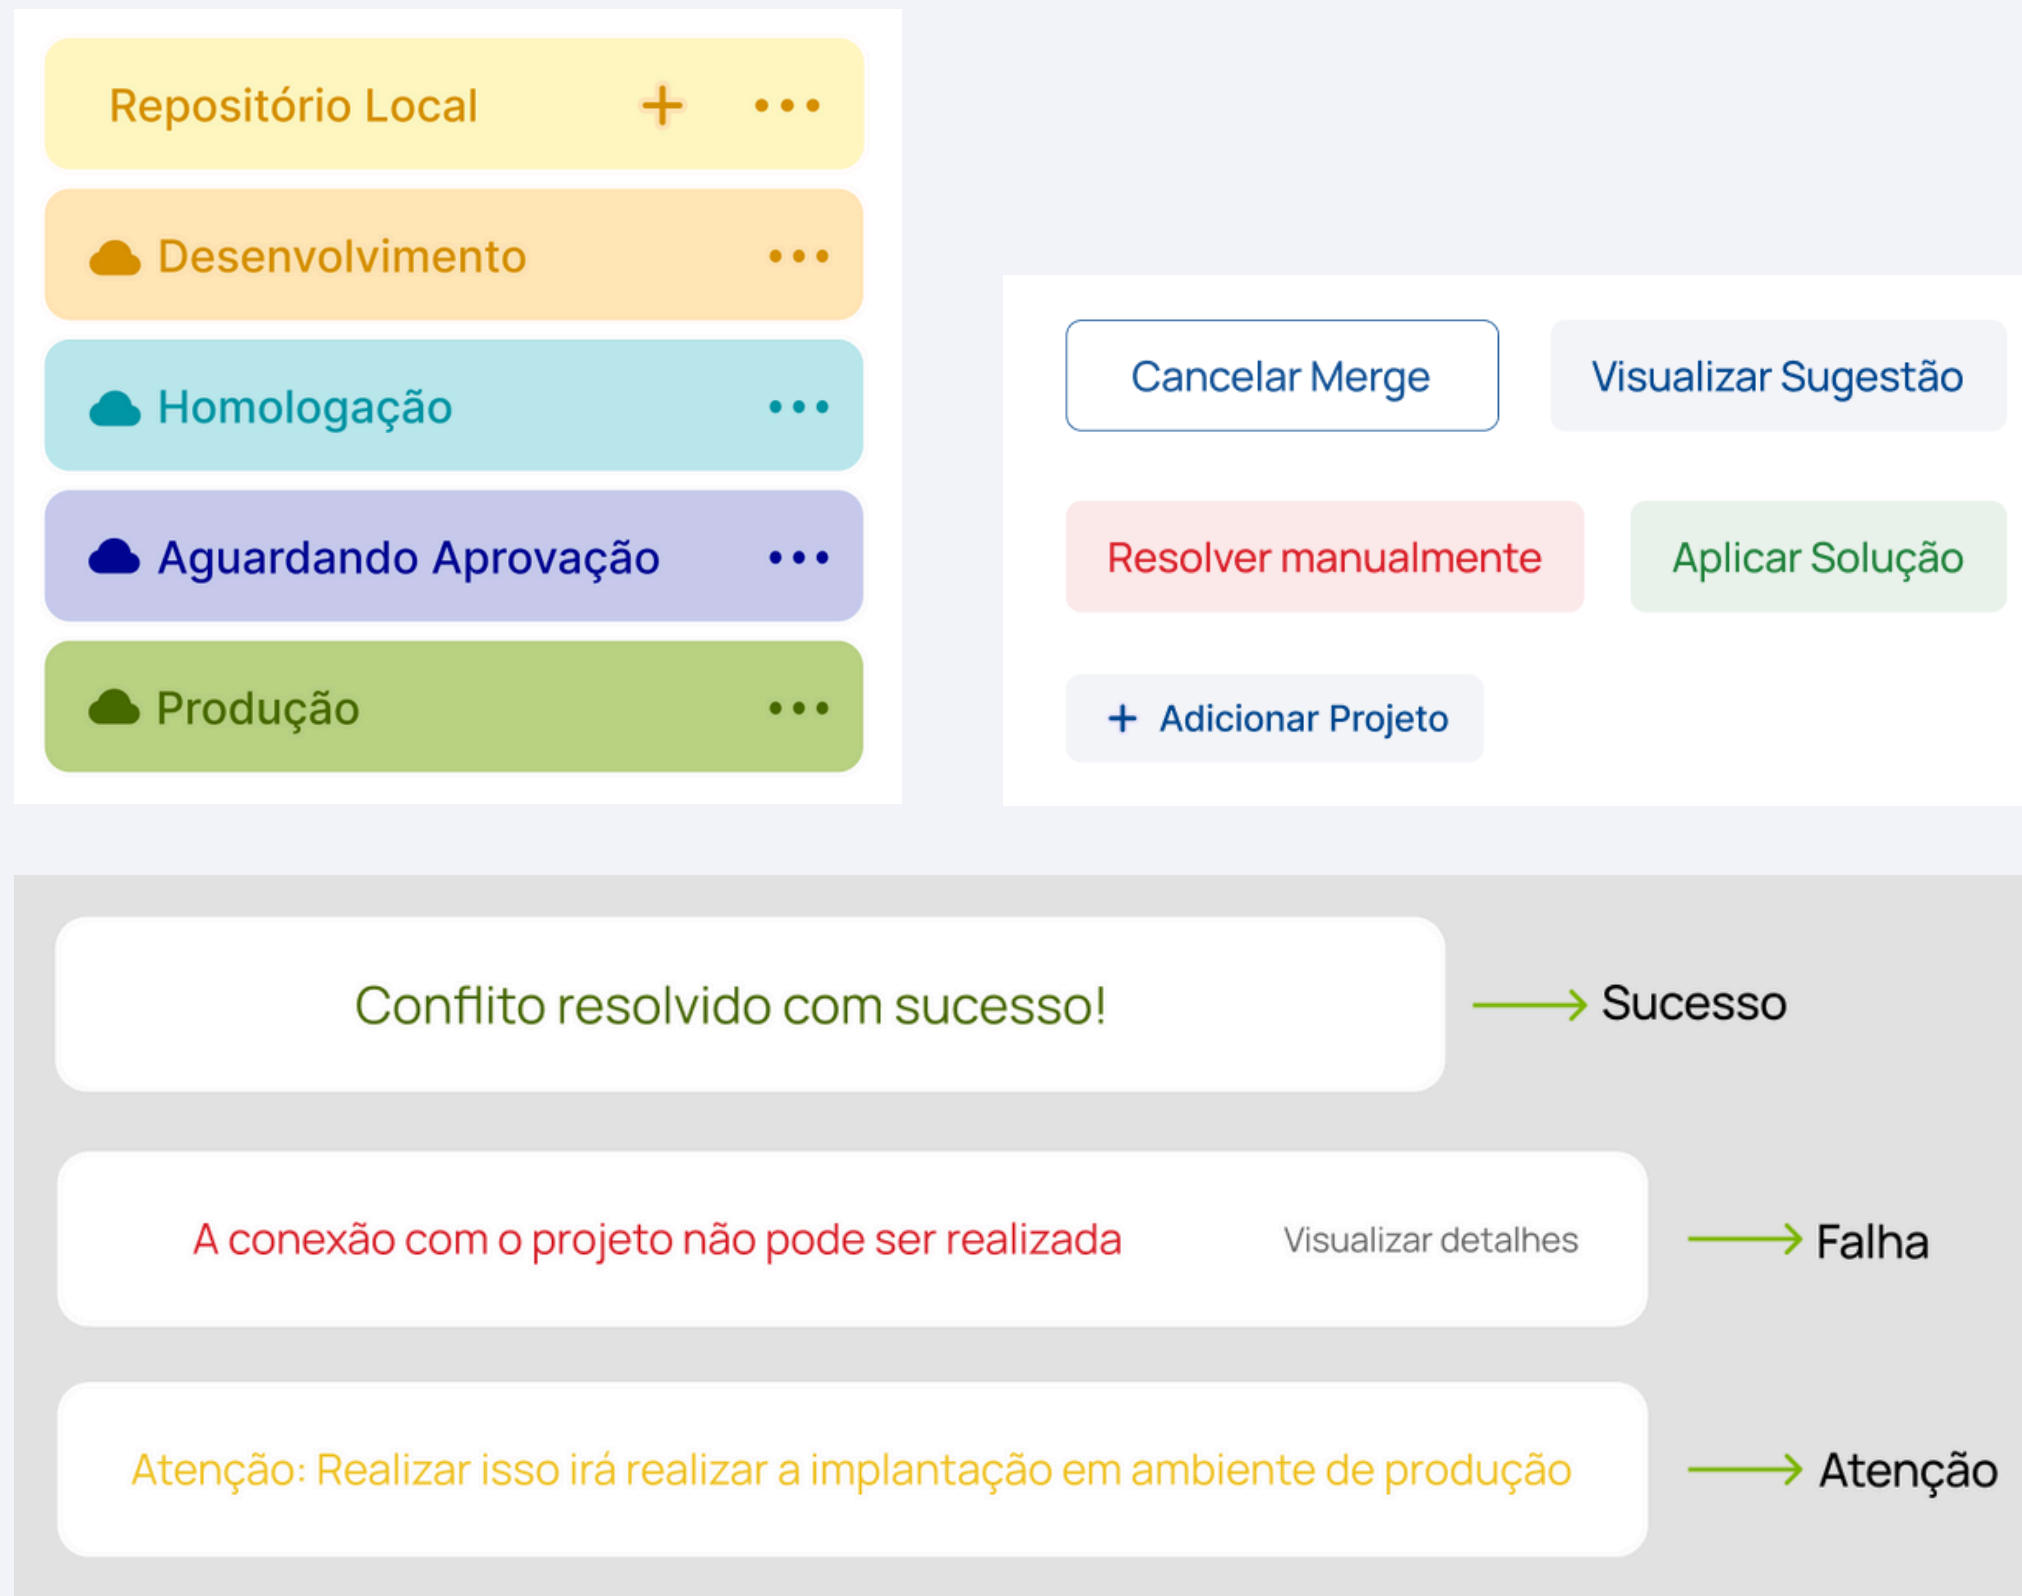 Repositório Local
Desenvolvimento
Homologação
Aguardando Aprovação
Produção
Cancelar Merge
Visualizar Sugestão
Resolver manualmente
Aplicar Solução
+ Adicionar Projeto
Conflito resolvido com sucesso!
Sucesso
A conexão com o projeto não pode ser realizada
Visualizar detalhes
Falha
Atenção: Realizar isso irá realizar a implantação em ambiente de produção
Atenção